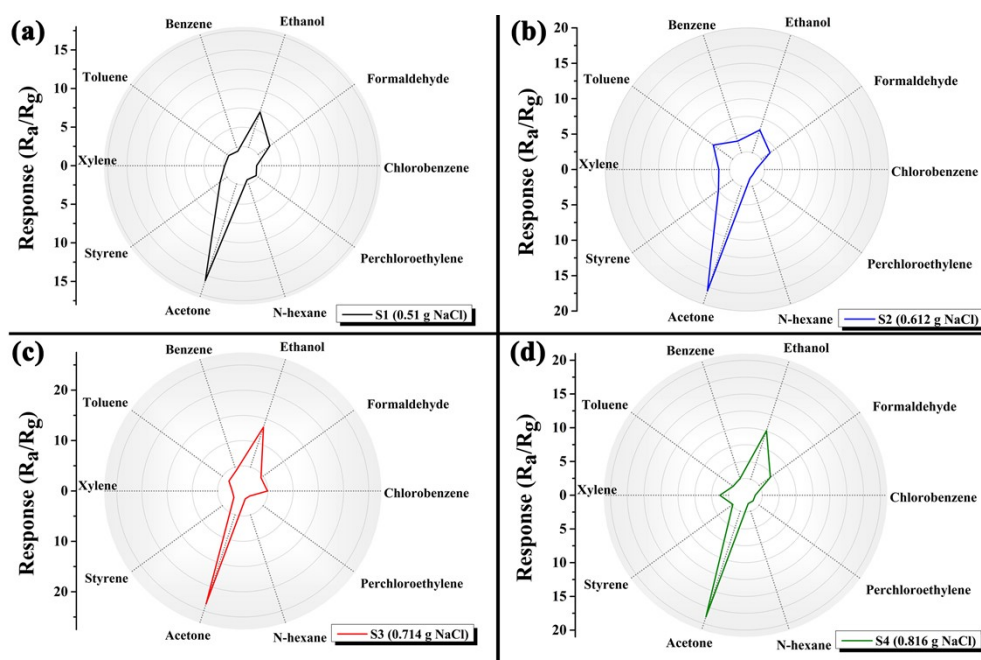 (a)
Response (Ra/Rg)
15
10
5
0
5
10
15
Benzene
Ethanol
Toluene
Formaldehyde
Xylene
Chlorobenzene
Styrene
Perchloroethylene
Acetone
N-hexane
S1 (0.51 g NaCl)
(b)
Response (Ra/Rg)
20
15
10
5
0
5
10
15
20
Benzene
Ethanol
Toluene
Formaldehyde
Xylene
Chlorobenzene
Styrene
Perchloroethylene
Acetone
N-hexane
S2 (0.612 g NaCl)
(c)
Response (Ra/Rg)
20
10
0
10
20
Benzene
Ethanol
Toluene
Formaldehyde
Xylene
Chlorobenzene
Styrene
Perchloroethylene
Acetone
N-hexane
S3 (0.714 g NaCl)
(d)
Response (Ra/Rg)
20
15
10
5
0
5
10
15
20
Benzene
Ethanol
Toluene
Formaldehyde
Xylene
Chlorobenzene
Styrene
Perchloroethylene
Acetone
N-hexane
S4 (0.816 g NaCl)